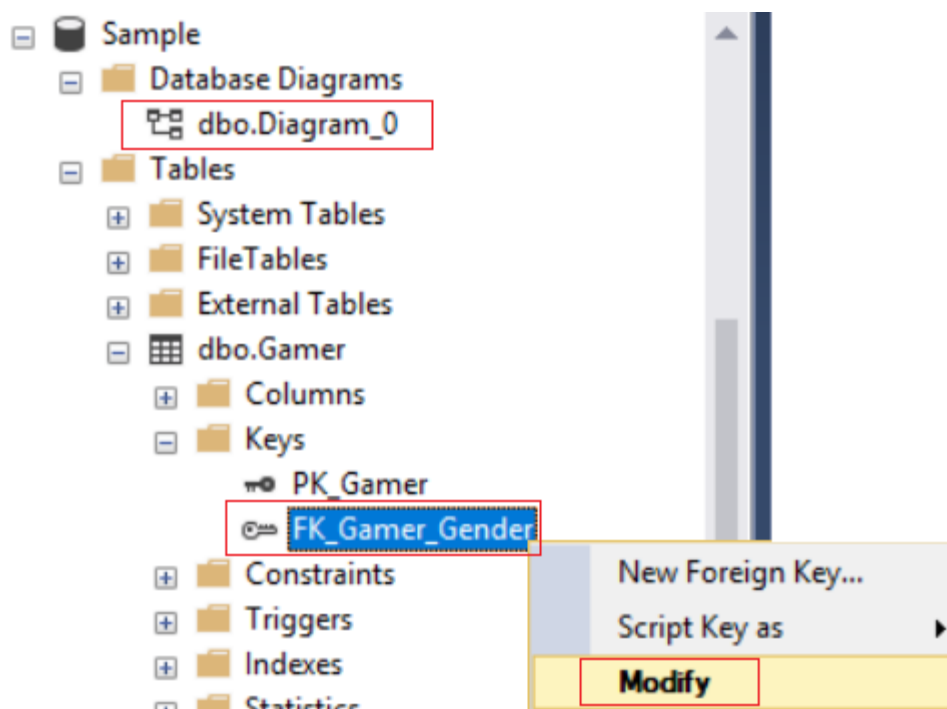 Sample
Database Diagrams
dbo.Diagram_0
Tables
System Tables
FileTables
External Tables
dbo.Gamer
Columns
Keys
PK_Gamer
FK_Gamer_Gender
Constraints
New Foreign Key...
Triggers
Script Key as
Indexes
Modify
Statistics